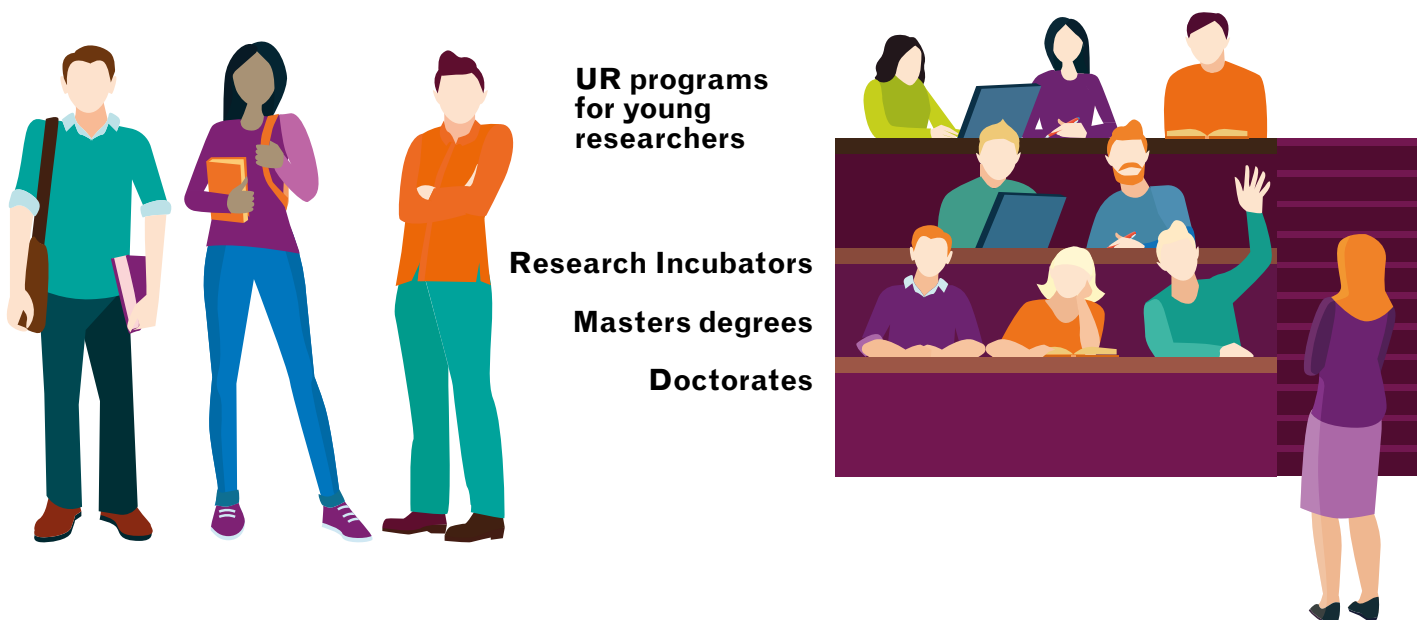 UR programs
for young
researchers
Research Incubators
Masters degrees
Doctorates